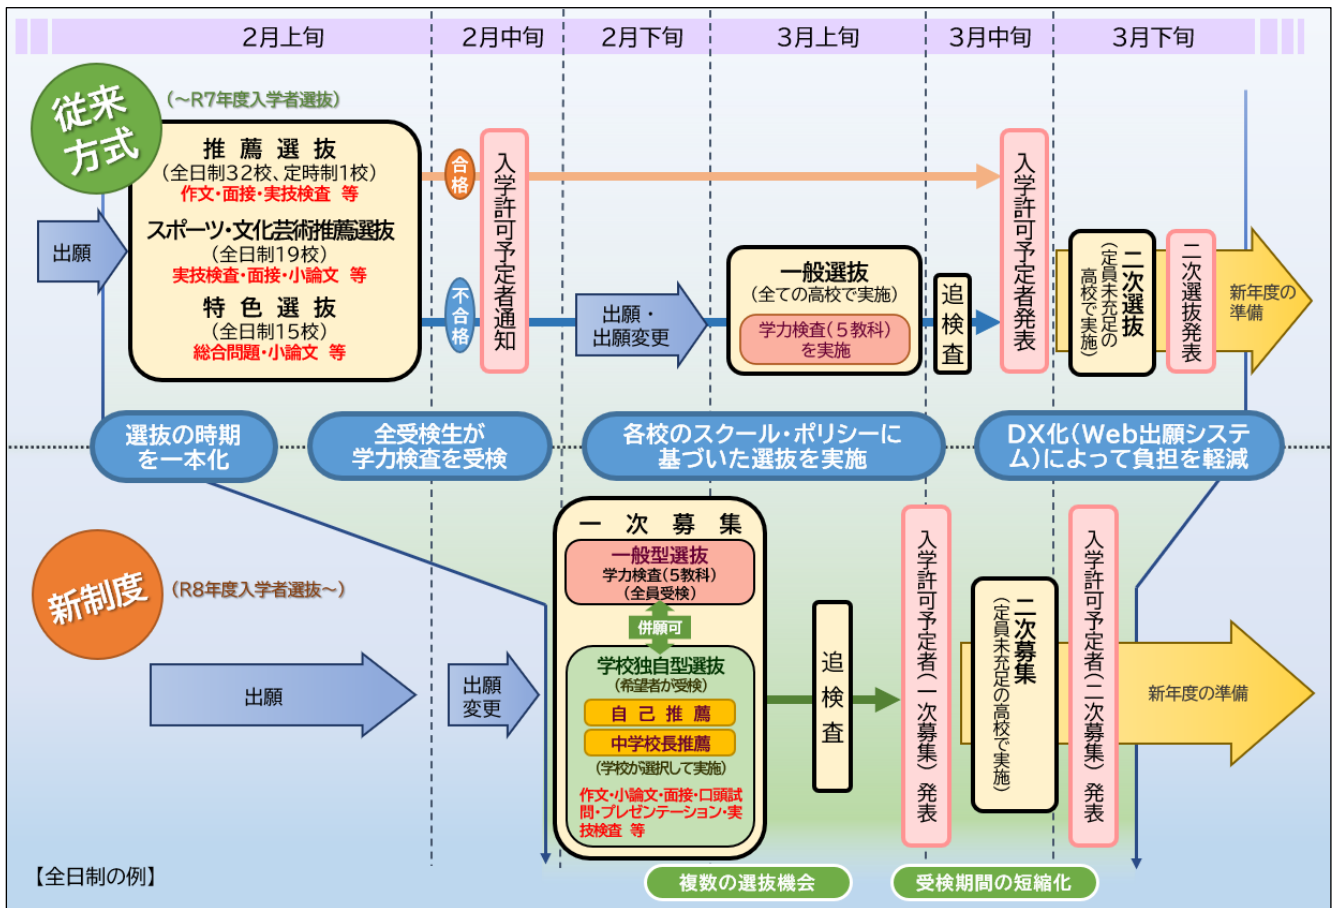 2月上旬
2月中旬
2月下旬
3月上旬
3月中旬
3月下旬
従来
方式
（～R7年度入学者選抜）
出願
推薦選抜
（全日制32校、定時制1校）
作文・面接・実技検査 等
スポーツ・文化芸術推薦選抜
（全日制19校）
実技検査・面接・小論文 等
特色選抜
（全日制15校）
総合問題・小論文 等
合格
不合格
入学許可予定者通知
出願・
出願変更
一般選抜
（全ての高校で実施）
学力検査（5教科）
を実施
追検査
入学許可予定者発表
二次選抜
（定員未充足の
高校で実施）
二次選抜発表
新年度の
準備
選抜の時期
を一本化
全受検生が
学力検査を受検
各校のスクール・ポリシーに
基づいた選抜を実施
DX化（Web出願システ
ム）によって負担を軽減
新制度
（R8年度入学者選抜～）
出願
出願
変更
一次募集
一般型選抜
学力検査（5教科）
（全員受検）
併願可
学校独自型選抜
（希望者が受検）
自己推薦
中学校長推薦
（学校が選択して実施）
作文・小論文・面接・口頭試
問・プレゼンテーション・実
技検査 等
追検査
入学許可予定者（一次募集）発表
二次募集
（定員未充足の高校で実施）
入学許可予定者（二次募集）発表
新年度の準備
【全日制の例】
複数の選抜機会
受検期間の短縮化